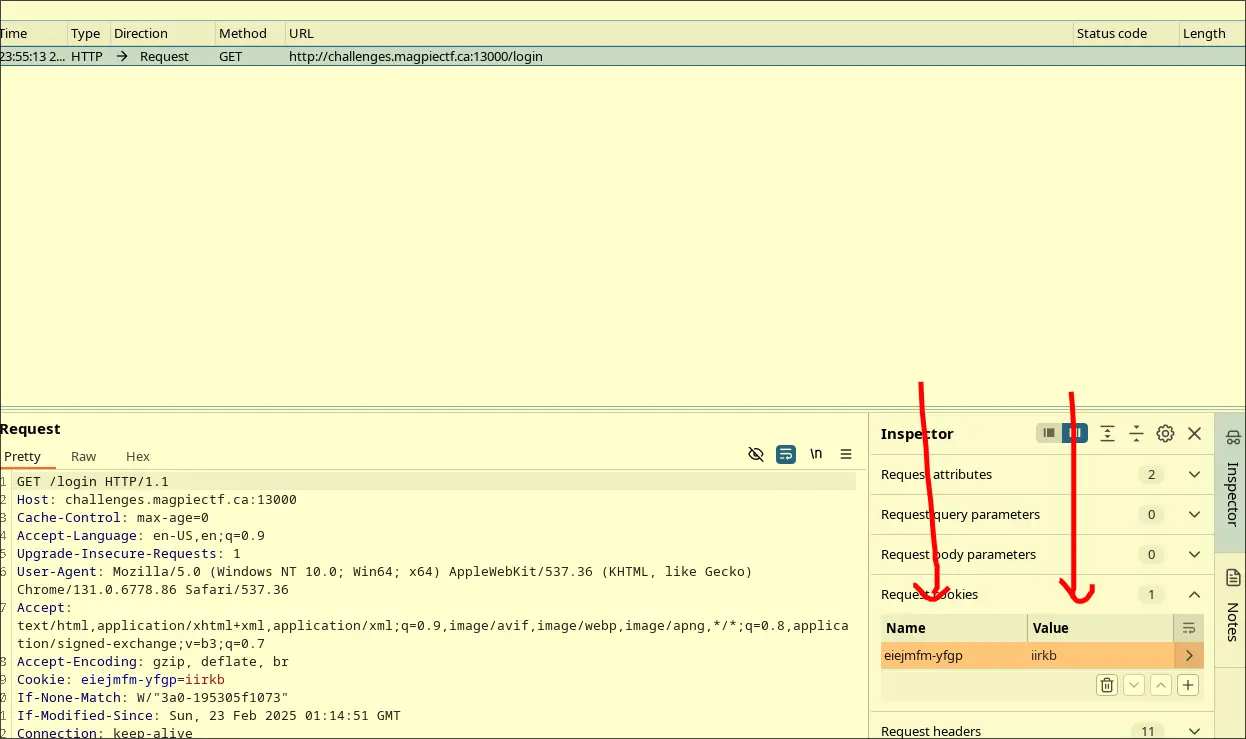 Time Type Direction Method URL Status code Length
23:55:13 2... HTTP → Request GET http://challenges.magpiectf.ca:13000/login
Request
Pretty Raw Hex
\n
1 GET /login HTTP/1.1
2 Host: challenges.magpiectf.ca:13000
3 Cache-Control: max-age=0
4 Accept-Language: en-US,en;q=0.9
5 Upgrade-Insecure-Requests: 1
6 User-Agent: Mozilla/5.0 (Windows NT 10.0; Win64; x64) AppleWebKit/537.36 (KHTML, like Gecko)
Chrome/131.0.6778.86 Safari/537.36
7 Accept:
text/html,application/xhtml+xml,application/xml;q=0.9,image/avif,image/webp,image/apng,*/*;q=0.8,applica
tion/signed-exchange;v=b3;q=0.7
8 Accept-Encoding: gzip, deflate, br
9 Cookie: eiejmfm-yfgp=iirkb
0 If-None-Match: W/"3a0-195305f1073"
1 If-Modified-Since: Sun, 23 Feb 2025 01:14:51 GMT
2 Connection: keep-alive
Inspector
Request attributes 2
Request query parameters 0
Request body parameters 0
Request cookies 1
Name Value
eiejmfm-yfgp iirkb
Request headers 11
Inspector
Notes